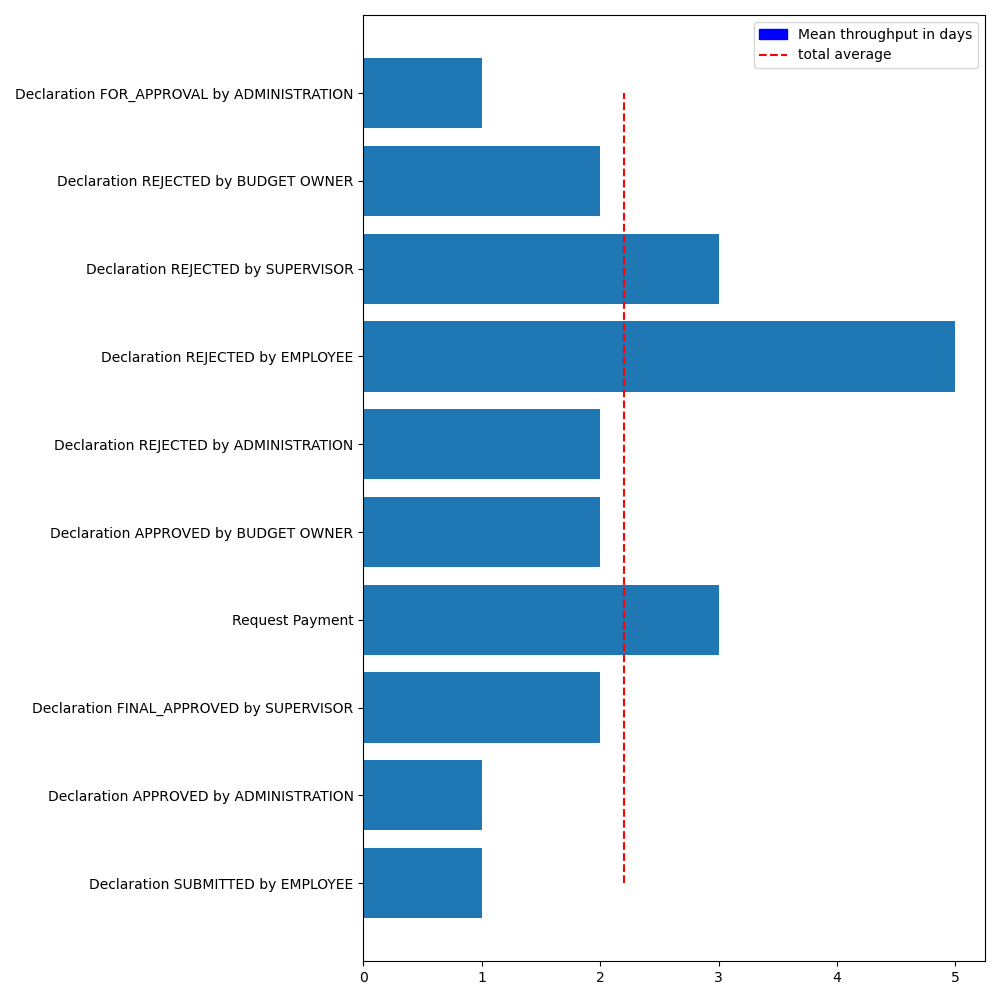 Mean throughput in days
total average
Declaration FOR_APPROVAL by ADMINISTRATION
Declaration REJECTED by BUDGET OWNER
Declaration REJECTED by SUPERVISOR
Declaration REJECTED by EMPLOYEE
Declaration REJECTED by ADMINISTRATION
Declaration APPROVED by BUDGET OWNER
Request Payment
Declaration FINAL_APPROVED by SUPERVISOR
Declaration APPROVED by ADMINISTRATION
Declaration SUBMITTED by EMPLOYEE
0 1 2 3 4 5